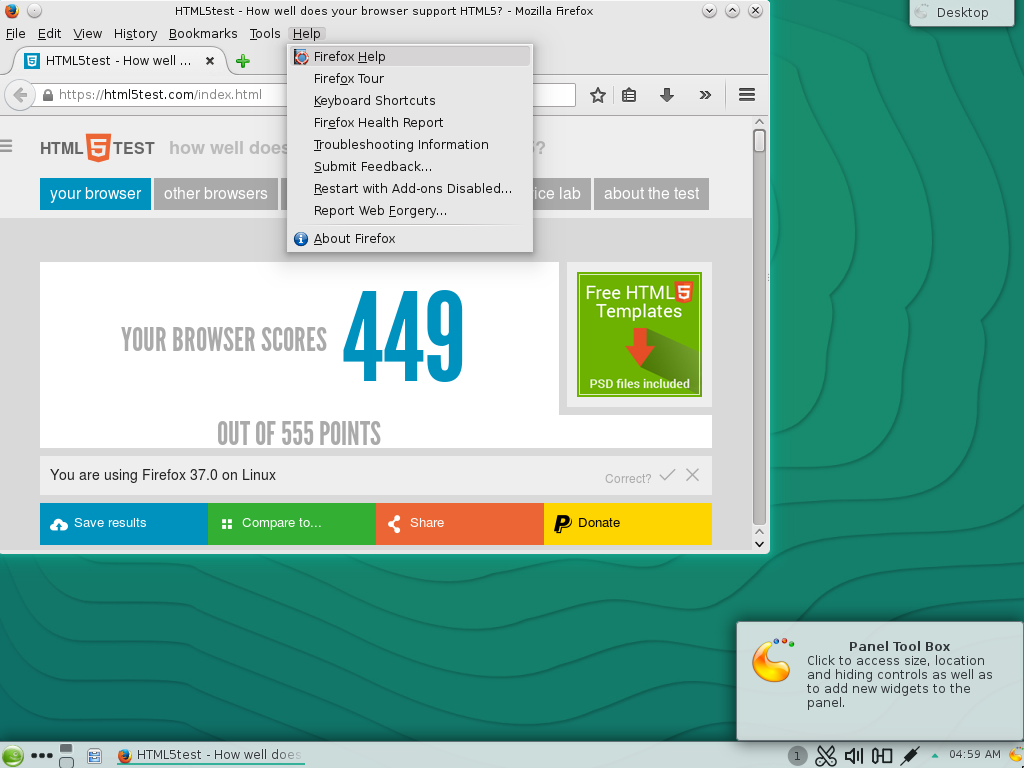 HTML5test - How well does your browser support HTML5? - Mozilla Firefox
Desktop
File Edit View History Bookmarks Tools Help
HTML5test - How well ...
https://html5test.com/index.html
Firefox Help
Firefox Tour
Keyboard Shortcuts
Firefox Health Report
Troubleshooting Information
Submit Feedback...
Restart with Add-ons Disabled...
Report Web Forgery...
About Firefox
HTML 5 TEST how well does 5?
your browser other browsers ice lab about the test
YOUR BROWSER SCORES 449
OUT OF 555 POINTS
Free HTML5
Templates
PSD files included
You are using Firefox 37.0 on Linux Correct?
Save results Compare to... Share Donate
Panel Tool Box
Click to access size, location
and hiding controls as well as
to add new widgets to the
panel.
HTML5test - How well does
1
04:59 AM